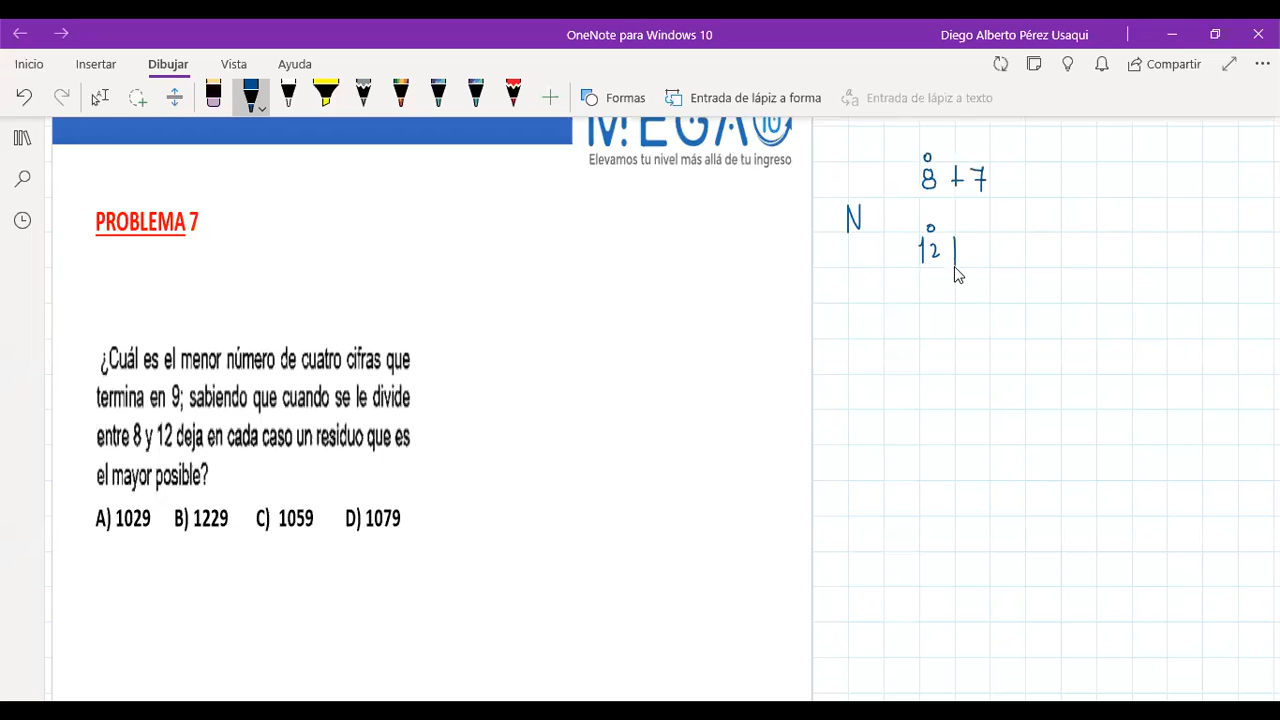 OneNote para Windows 10
Diego Alberto Pérez Usaqui
Inicio Insertar Dibujar Vista Ayuda
Compartir
Formas Entrada de lápiz a forma Entrada de lápiz a texto
MEGA 10
Elevamos tu nivel más allá de tu ingreso
PROBLEMA 7
¿Cuál es el menor número de cuatro cifras que
termina en 9; sabiendo que cuando se le divide
entre 8 y 12 deja en cada caso un residuo que es
el mayor posible?
A) 1029 B) 1229 C) 1059 D) 1079
8̊ + 7
N
12̊ |